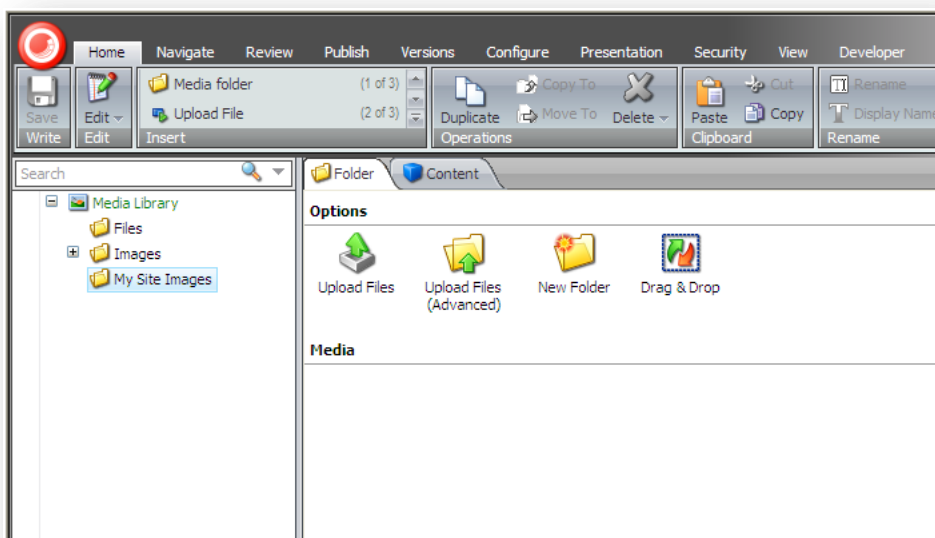 Home Navigate Review Publish Versions Configure Presentation Security View Developer
Media folder (1 of 3) Copy To Cut Rename
Save Edit Upload File (2 of 3) Duplicate Move To Delete Paste Copy Display Name
Write Edit Insert Operations Clipboard Rename
Search Folder Content
Media Library
Options
Files
Images
My Site Images
Upload Files Upload Files New Folder Drag & Drop
(Advanced)
Media